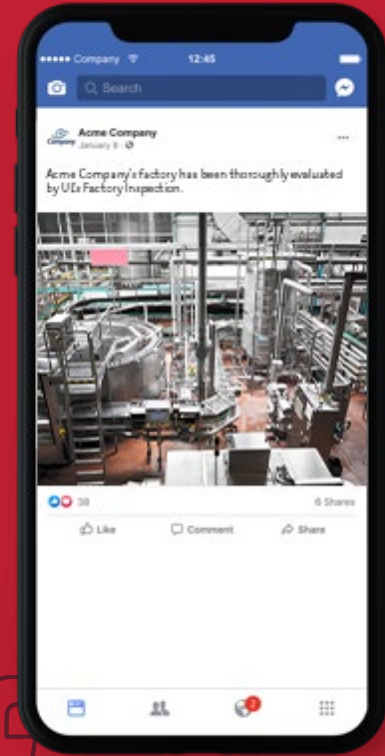 Company
12:45
Search
Acme Company
January 8
Acme Company's factory has been thoroughly evaluated
by UL's Factory Inspection.
38
6 Shares
Like
Comment
Share
2